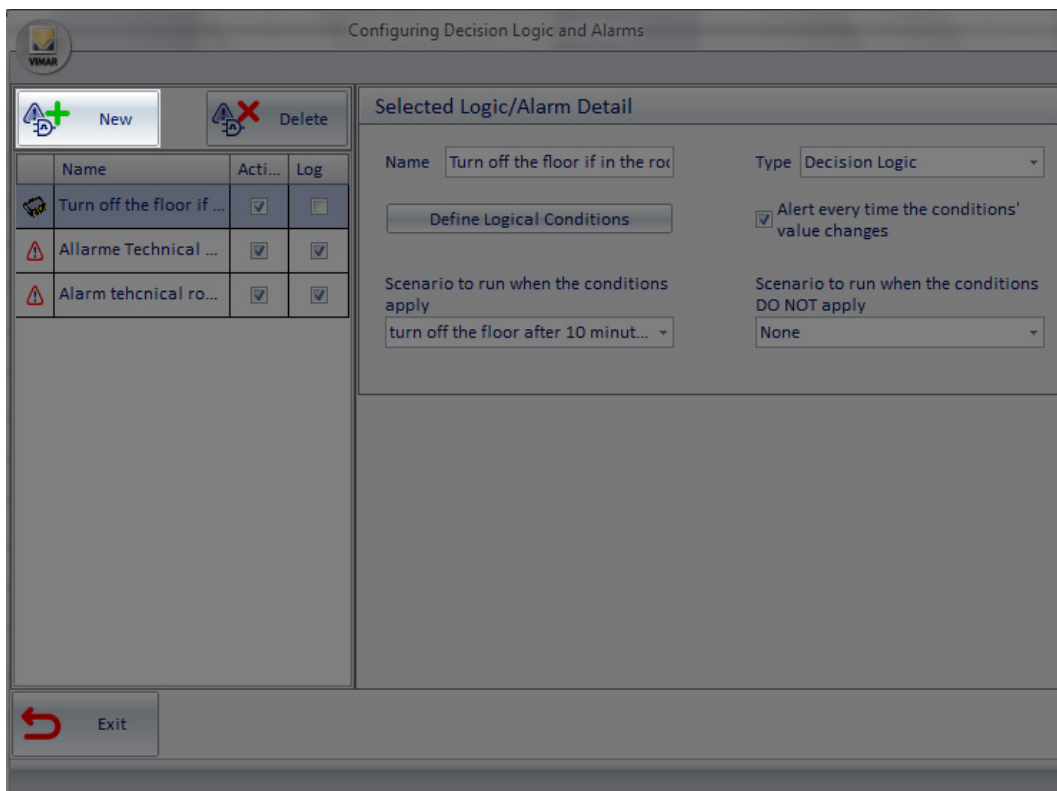 Configuring Decision Logic and Alarms
VIMAR
New
Delete
Selected Logic/Alarm Detail
Name Acti... Log
Turn off the floor if ...
Allarme Technical ...
Alarm tehcnical ro...
Name Turn off the floor if in the roo
Type Decision Logic
Define Logical Conditions
Alert every time the conditions'
value changes
Scenario to run when the conditions
apply
turn off the floor after 10 minut...
Scenario to run when the conditions
DO NOT apply
None
Exit